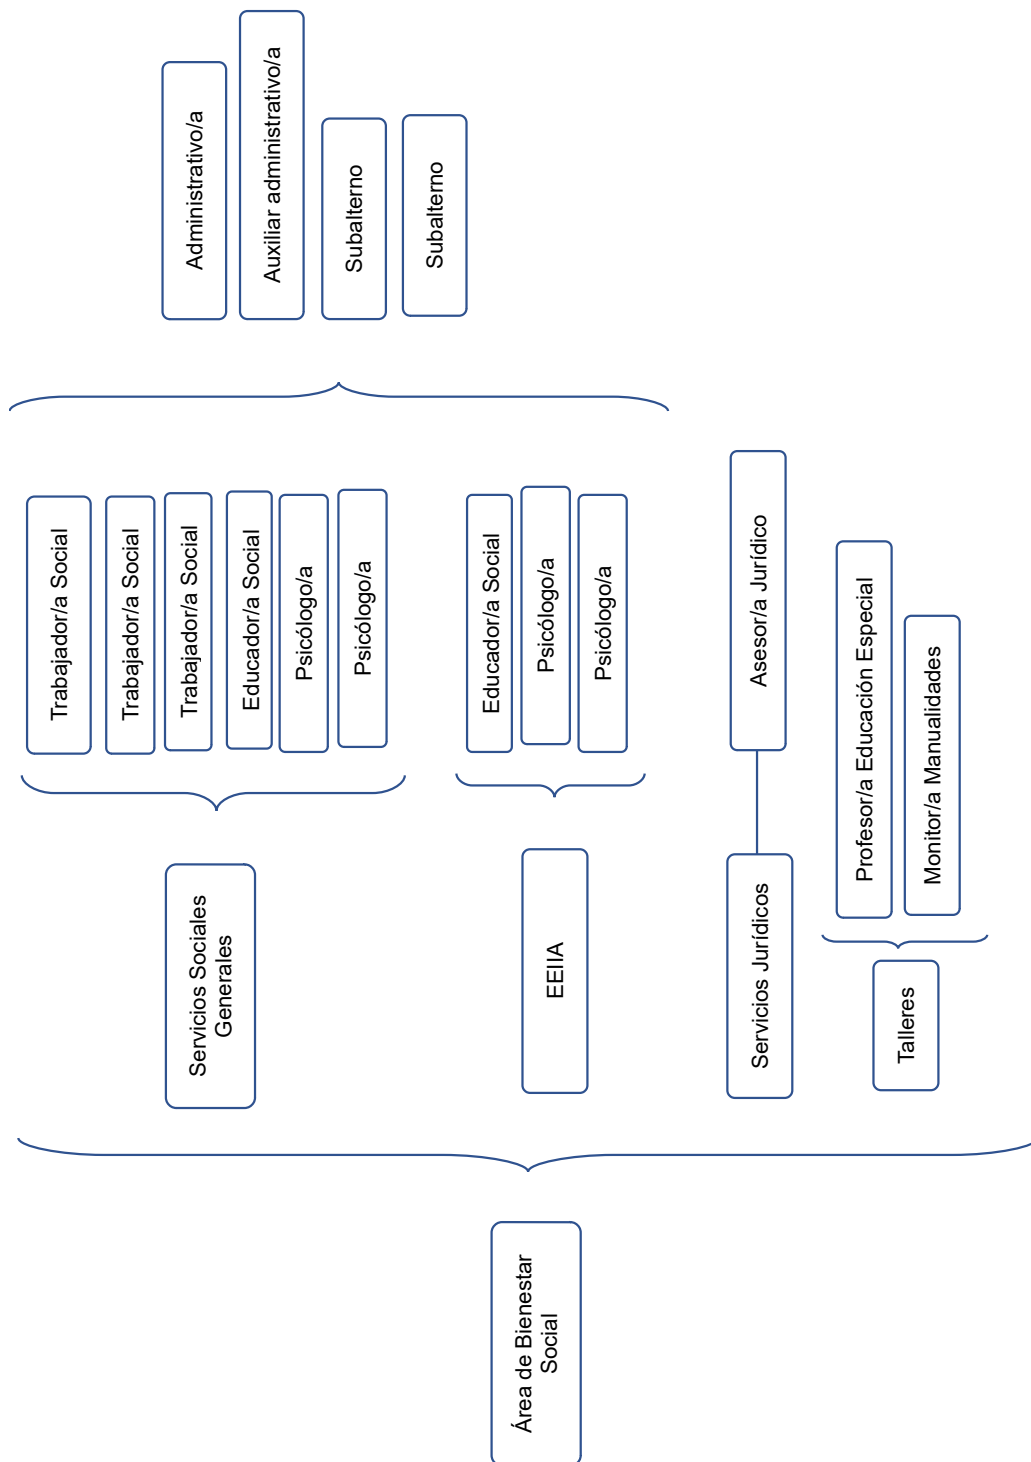 Área de Bienestar
Social
Servicios Sociales
Generales
Trabajador/a Social
Trabajador/a Social
Trabajador/a Social
Educador/a Social
Psicólogo/a
Psicólogo/a
EEIIA
Educador/a Social
Psicólogo/a
Psicólogo/a
Servicios Jurídicos
Asesor/a Jurídico
Talleres
Profesor/a Educación Especial
Monitor/a Manualidades
Administrativo/a
Auxiliar administrativo/a
Subalterno
Subalterno